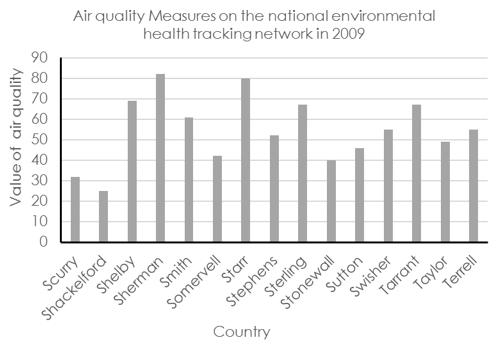 Air quality Measures on the national environmental
health tracking network in 2009
Value of air quality
90
80
70
60
50
40
30
20
10
0
Scurry
Shackelford
Shelby
Sherman
Smith
Somervell
Starr
Stephens
Sterling
Stonewall
Sutton
Swisher
Tarrant
Taylor
Terrell
Country